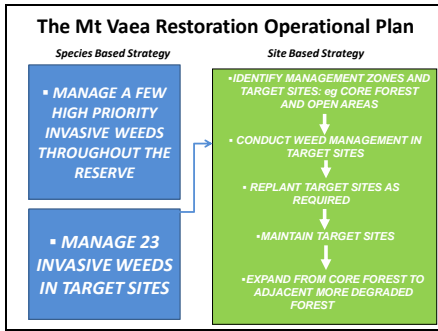 The Mt Vaea Restoration Operational Plan
Species Based Strategy
▪ MANAGE A FEW
HIGH PRIORITY
INVASIVE WEEDS
THROUGHOUT THE
RESERVE
▪ MANAGE 23
INVASIVE WEEDS
IN TARGET SITES
Site Based Strategy
▪IDENTIFY MANAGEMENT ZONES AND
TARGET SITES: eg CORE FOREST
AND OPEN AREAS
▪CONDUCT WEED MANAGEMENT IN
TARGET SITES
▪REPLANT TARGET SITES AS
REQUIRED
▪MAINTAIN TARGET SITES
▪EXPAND FROM CORE FOREST TO
ADJACENT MORE DEGRADED
FOREST